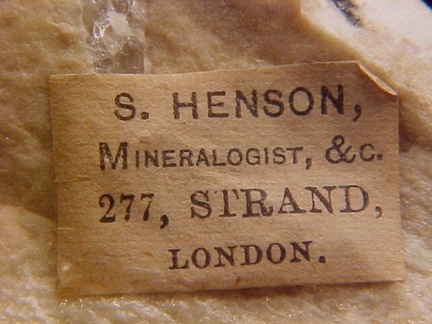 S. HENSON,
MINERALOGIST, &c.
277, STRAND,
LONDON.